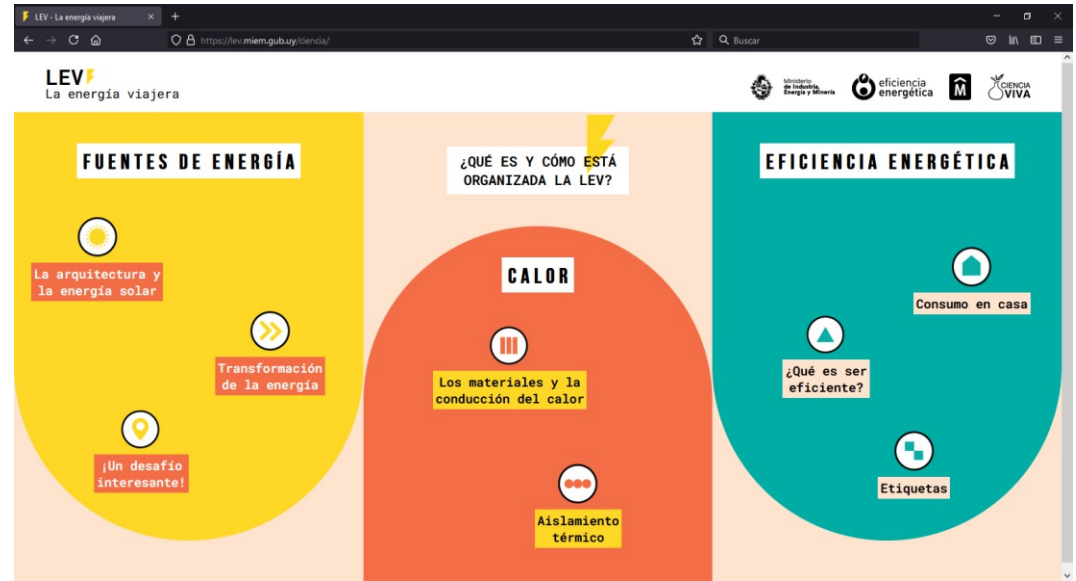 LEV - La energía viajera
https://lev.miem.gub.uy/ciencia/
Buscar
LEV
La energía viajera
Ministerio
de Industria,
Energía y Minería
eficiencia
energética
M
CIENCIA
VIVA
FUENTES DE ENERGÍA
La arquitectura y
la energía solar
Transformación
de la energía
¡Un desafío
interesante!
¿QUÉ ES Y CÓMO ESTÁ
ORGANIZADA LA LEV?
CALOR
Los materiales y la
conducción del calor
Aislamiento
térmico
EFICIENCIA ENERGÉTICA
Consumo en casa
¿Qué es ser
eficiente?
Etiquetas